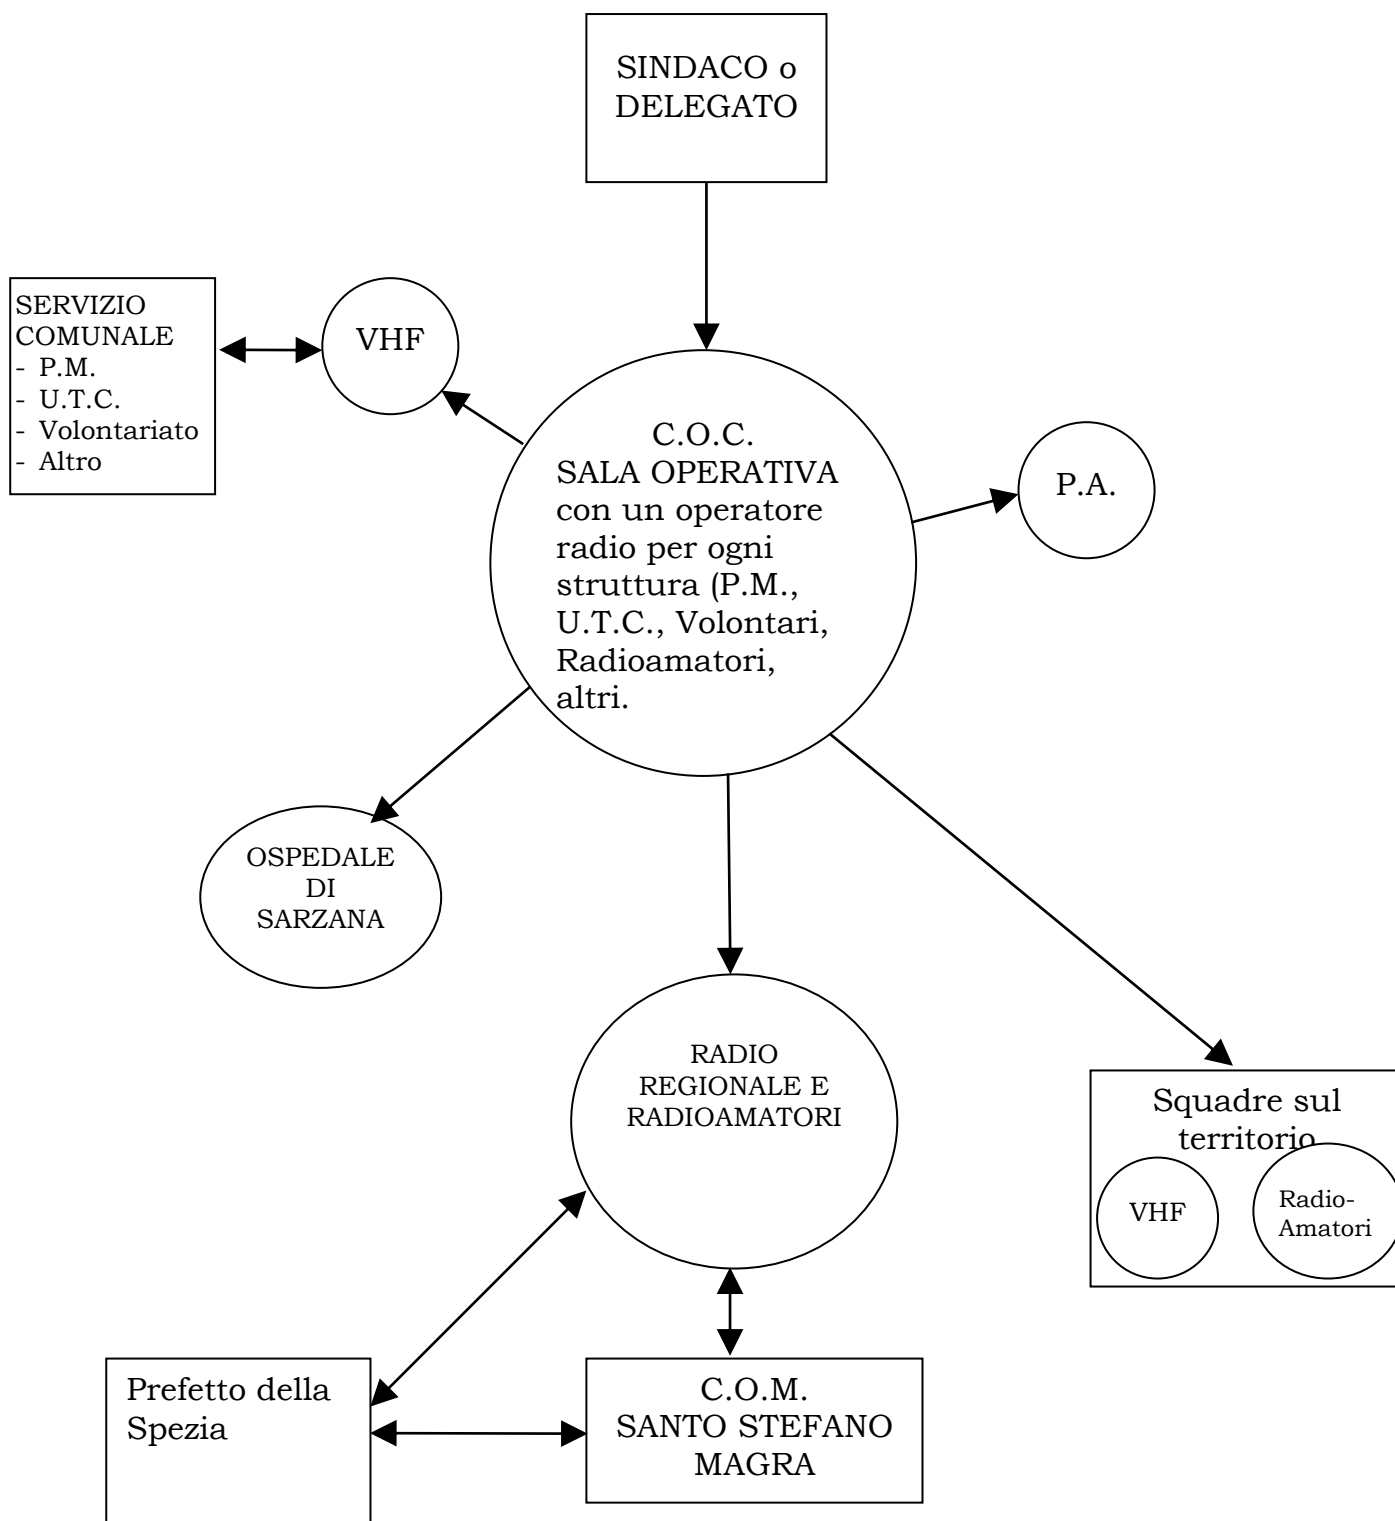 SINDACO o
DELEGATO
SERVIZIO
COMUNALE
- P.M.
- U.T.C.
- Volontariato
- Altro
VHF
C.O.C.
SALA OPERATIVA
con un operatore
radio per ogni
struttura (P.M.,
U.T.C., Volontari,
Radioamatori,
altri.
P.A.
OSPEDALE
DI
SARZANA
RADIO
REGIONALE E
RADIOAMATORI
Squadre sul
territorio
VHF
Radio-
Amatori
Prefetto della
Spezia
C.O.M.
SANTO STEFANO
MAGRA